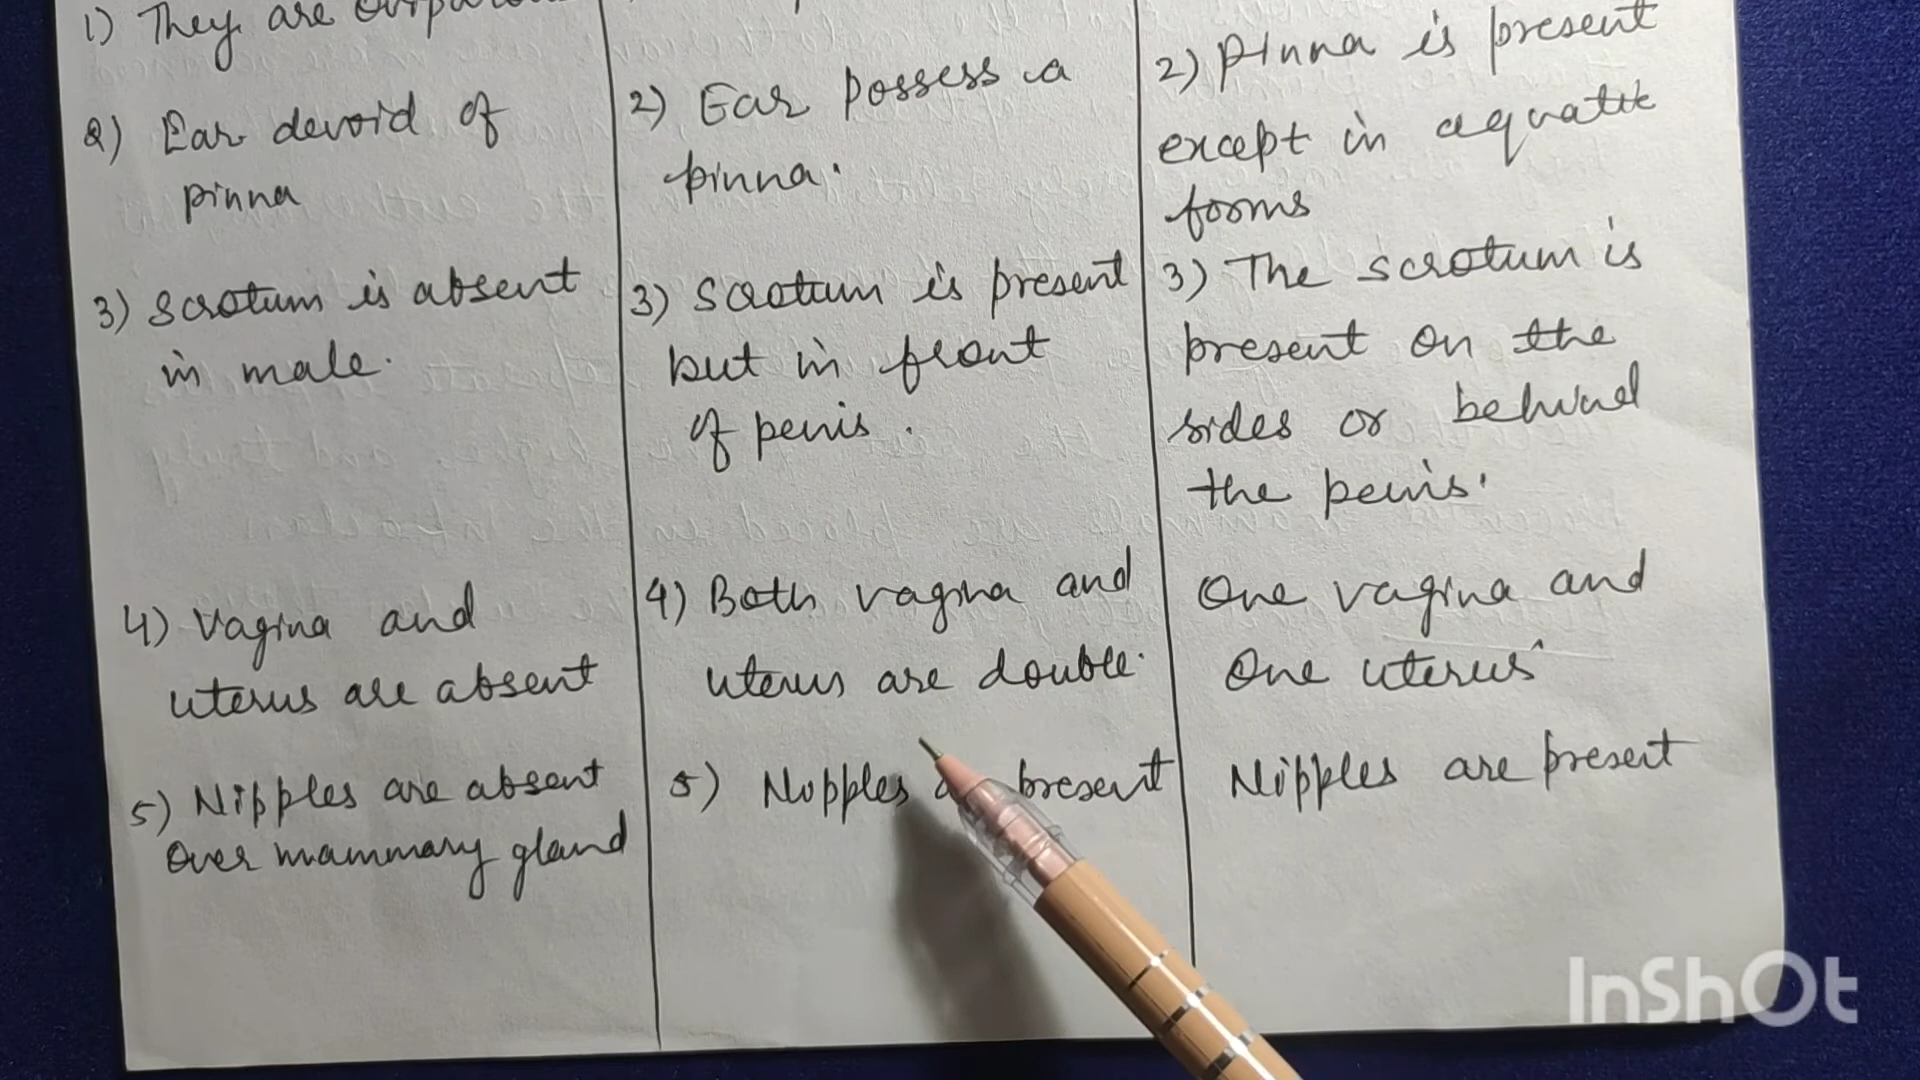 1) They are
2) Ear devoid of
pinna
3) Scrotum is absent
in male.
4) Vagina and
uterus are absent
5) Nipples are absent
over mammary gland
2) Ear possess a
pinna.
3) Scrotum is present
but in front
of penis.
4) Both vagina and
uterus are double.
5) Nopples present
2) Pinna is present
except in aquatic
forms
3) The scrotum is
present on the
sides or behind
the penis.
One vagina and
One uterus
Nipples are present
InShOt